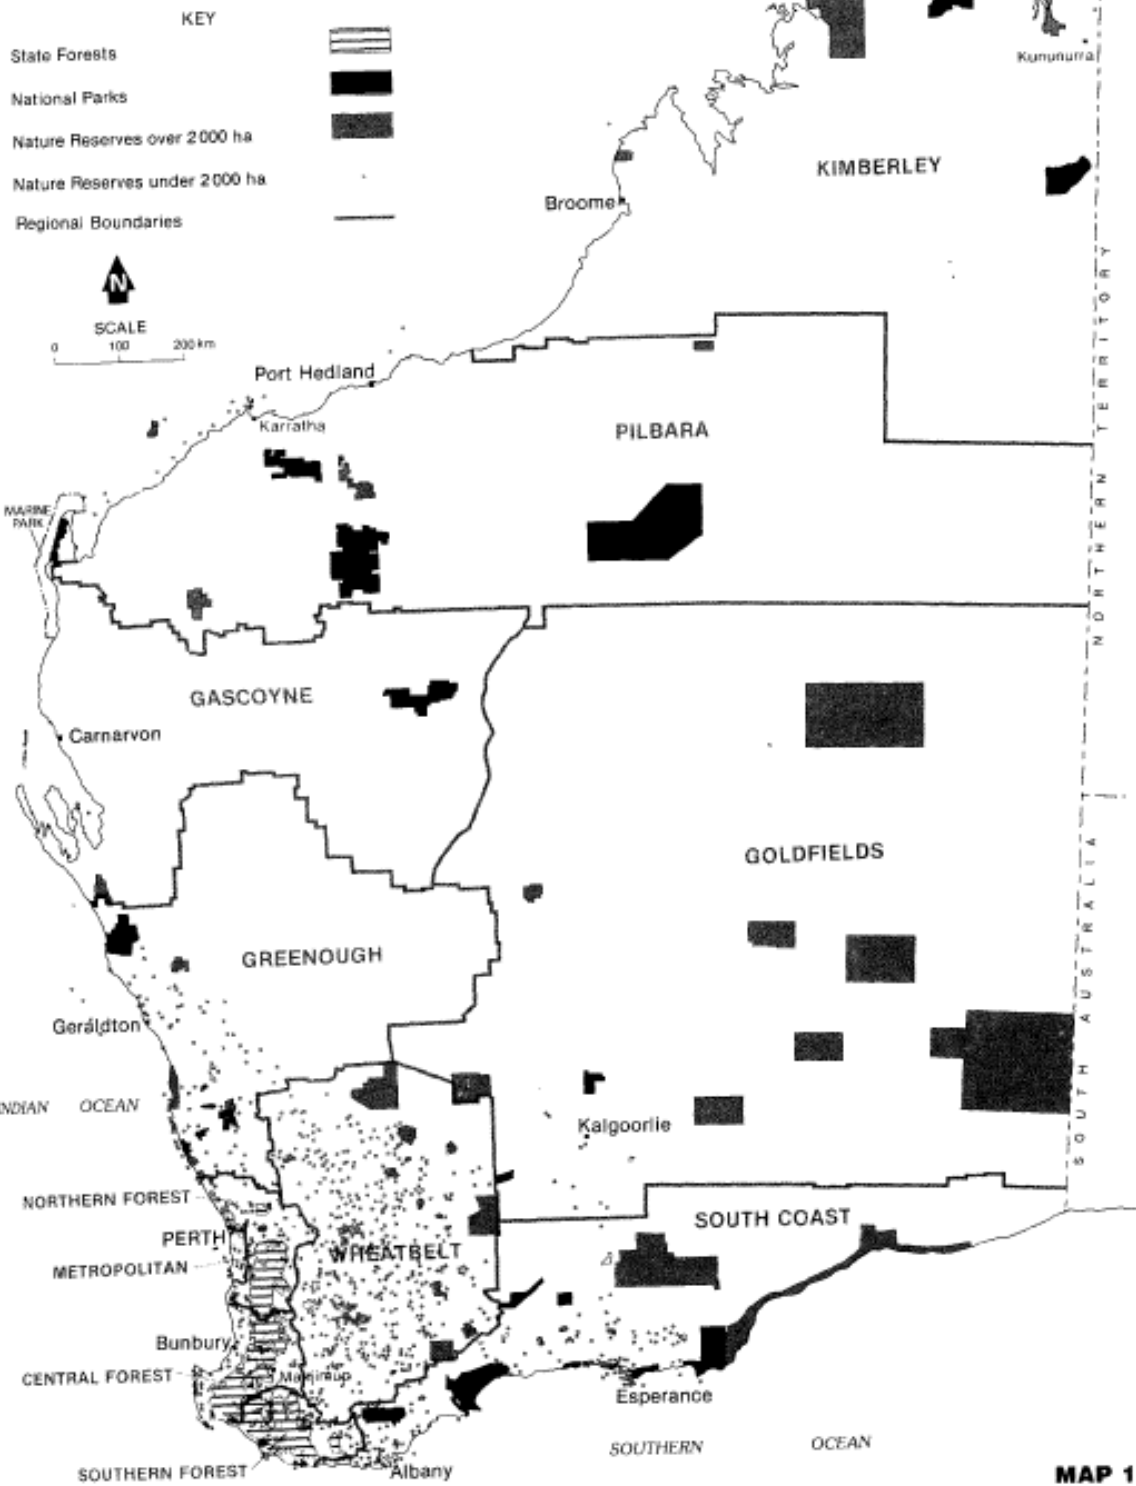 KEY
State Forests
National Parks
Nature Reserves over 2000 ha
Nature Reserves under 2000 ha
Regional Boundaries
N
SCALE
0 100 200 km
Kununurra
KIMBERLEY
Broome
NORTHERN TERRITORY
Port Hedland
Karratha
PILBARA
MARINE
PARK
GASCOYNE
Carnarvon
GOLDFIELDS
GREENOUGH
SOUTH AUSTRALIA
Geraldton
NDIAN OCEAN
Kalgoorlie
NORTHERN FOREST
SOUTH COAST
PERTH
WHEATBELT
METROPOLITAN
Bunbury
CENTRAL FOREST
Manjimup
Esperance
SOUTHERN OCEAN
SOUTHERN FOREST
Albany
MAP 1